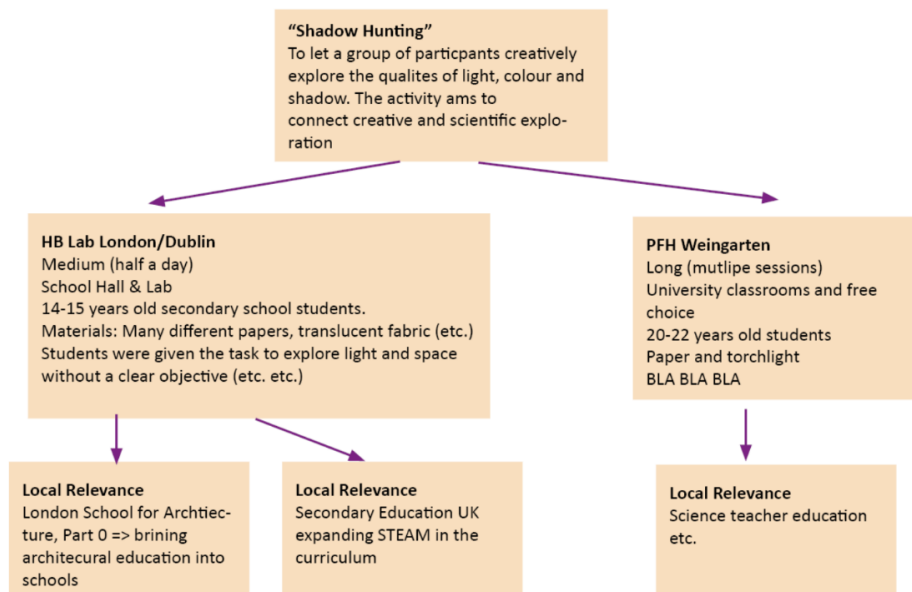 “Shadow Hunting”
To let a group of particpants creatively
explore the qualites of light, colour and
shadow. The activity ams to
connect creative and scientific explo-
ration
HB Lab London/Dublin
Medium (half a day)
School Hall & Lab
14-15 years old secondary school students.
Materials: Many different papers, translucent fabric (etc.)
Students were given the task to explore light and space
without a clear objective (etc. etc.)
PFH Weingarten
Long (mutlipe sessions)
University classrooms and free
choice
20-22 years old students
Paper and torchlight
BLA BLA BLA
Local Relevance
London School for Archtiec-
ture, Part 0 => brining
architecural education into
schools
Local Relevance
Secondary Education UK
expanding STEAM in the
curriculum
Local Relevance
Science teacher education
etc.